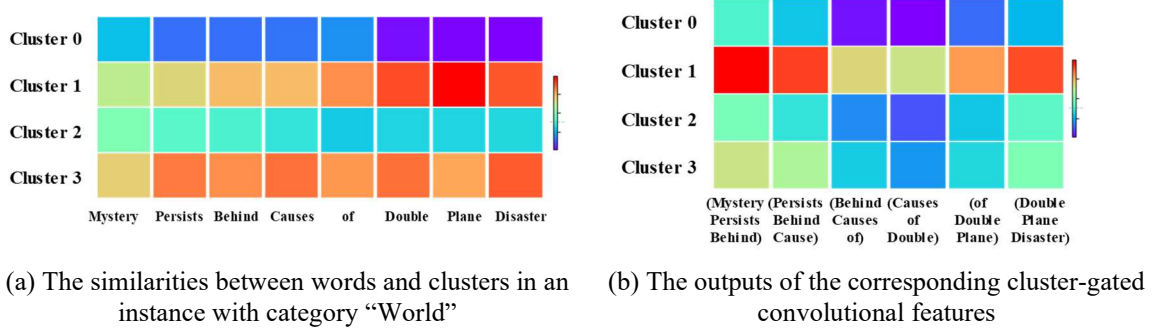 Cluster 0
Cluster 1
Cluster 2
Cluster 3
Mystery Persists Behind Causes of Double Plane Disaster
(a) The similarities between words and clusters in an
instance with category “World”
Cluster 0
Cluster 1
Cluster 2
Cluster 3
(Mystery (Persists (Behind (Causes (of (Double
Persists Behind Causes of Double Plane
Behind) Cause) of) Double) Plane) Disaster)
(b) The outputs of the corresponding cluster-gated
convolutional features